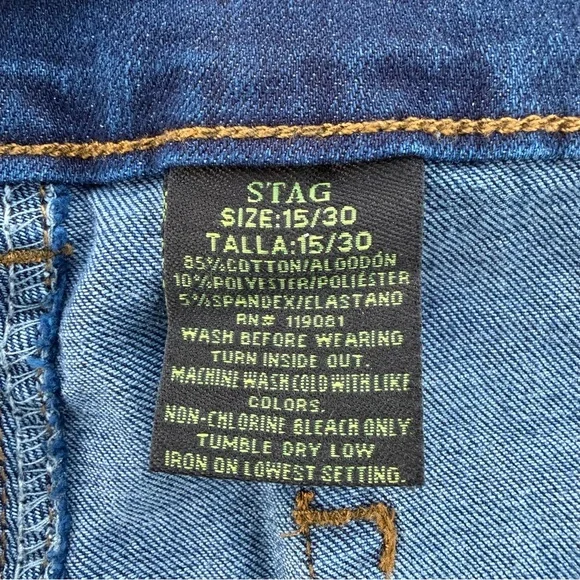 STAG
SIZE:15/30
TALLA:15/30
85%COTTON/ALGODÓN
10%POLYESTER/POLIÉSTER
5%SPANDEX/ELASTANO
RN# 119081
WASH BEFORE WEARING
TURN INSIDE OUT.
MACHINE WASH COLD WITH LIKE
COLORS.
NON-CHLORINE BLEACH ONLY
TUMBLE DRY LOW
IRON ON LOWEST SETTING.